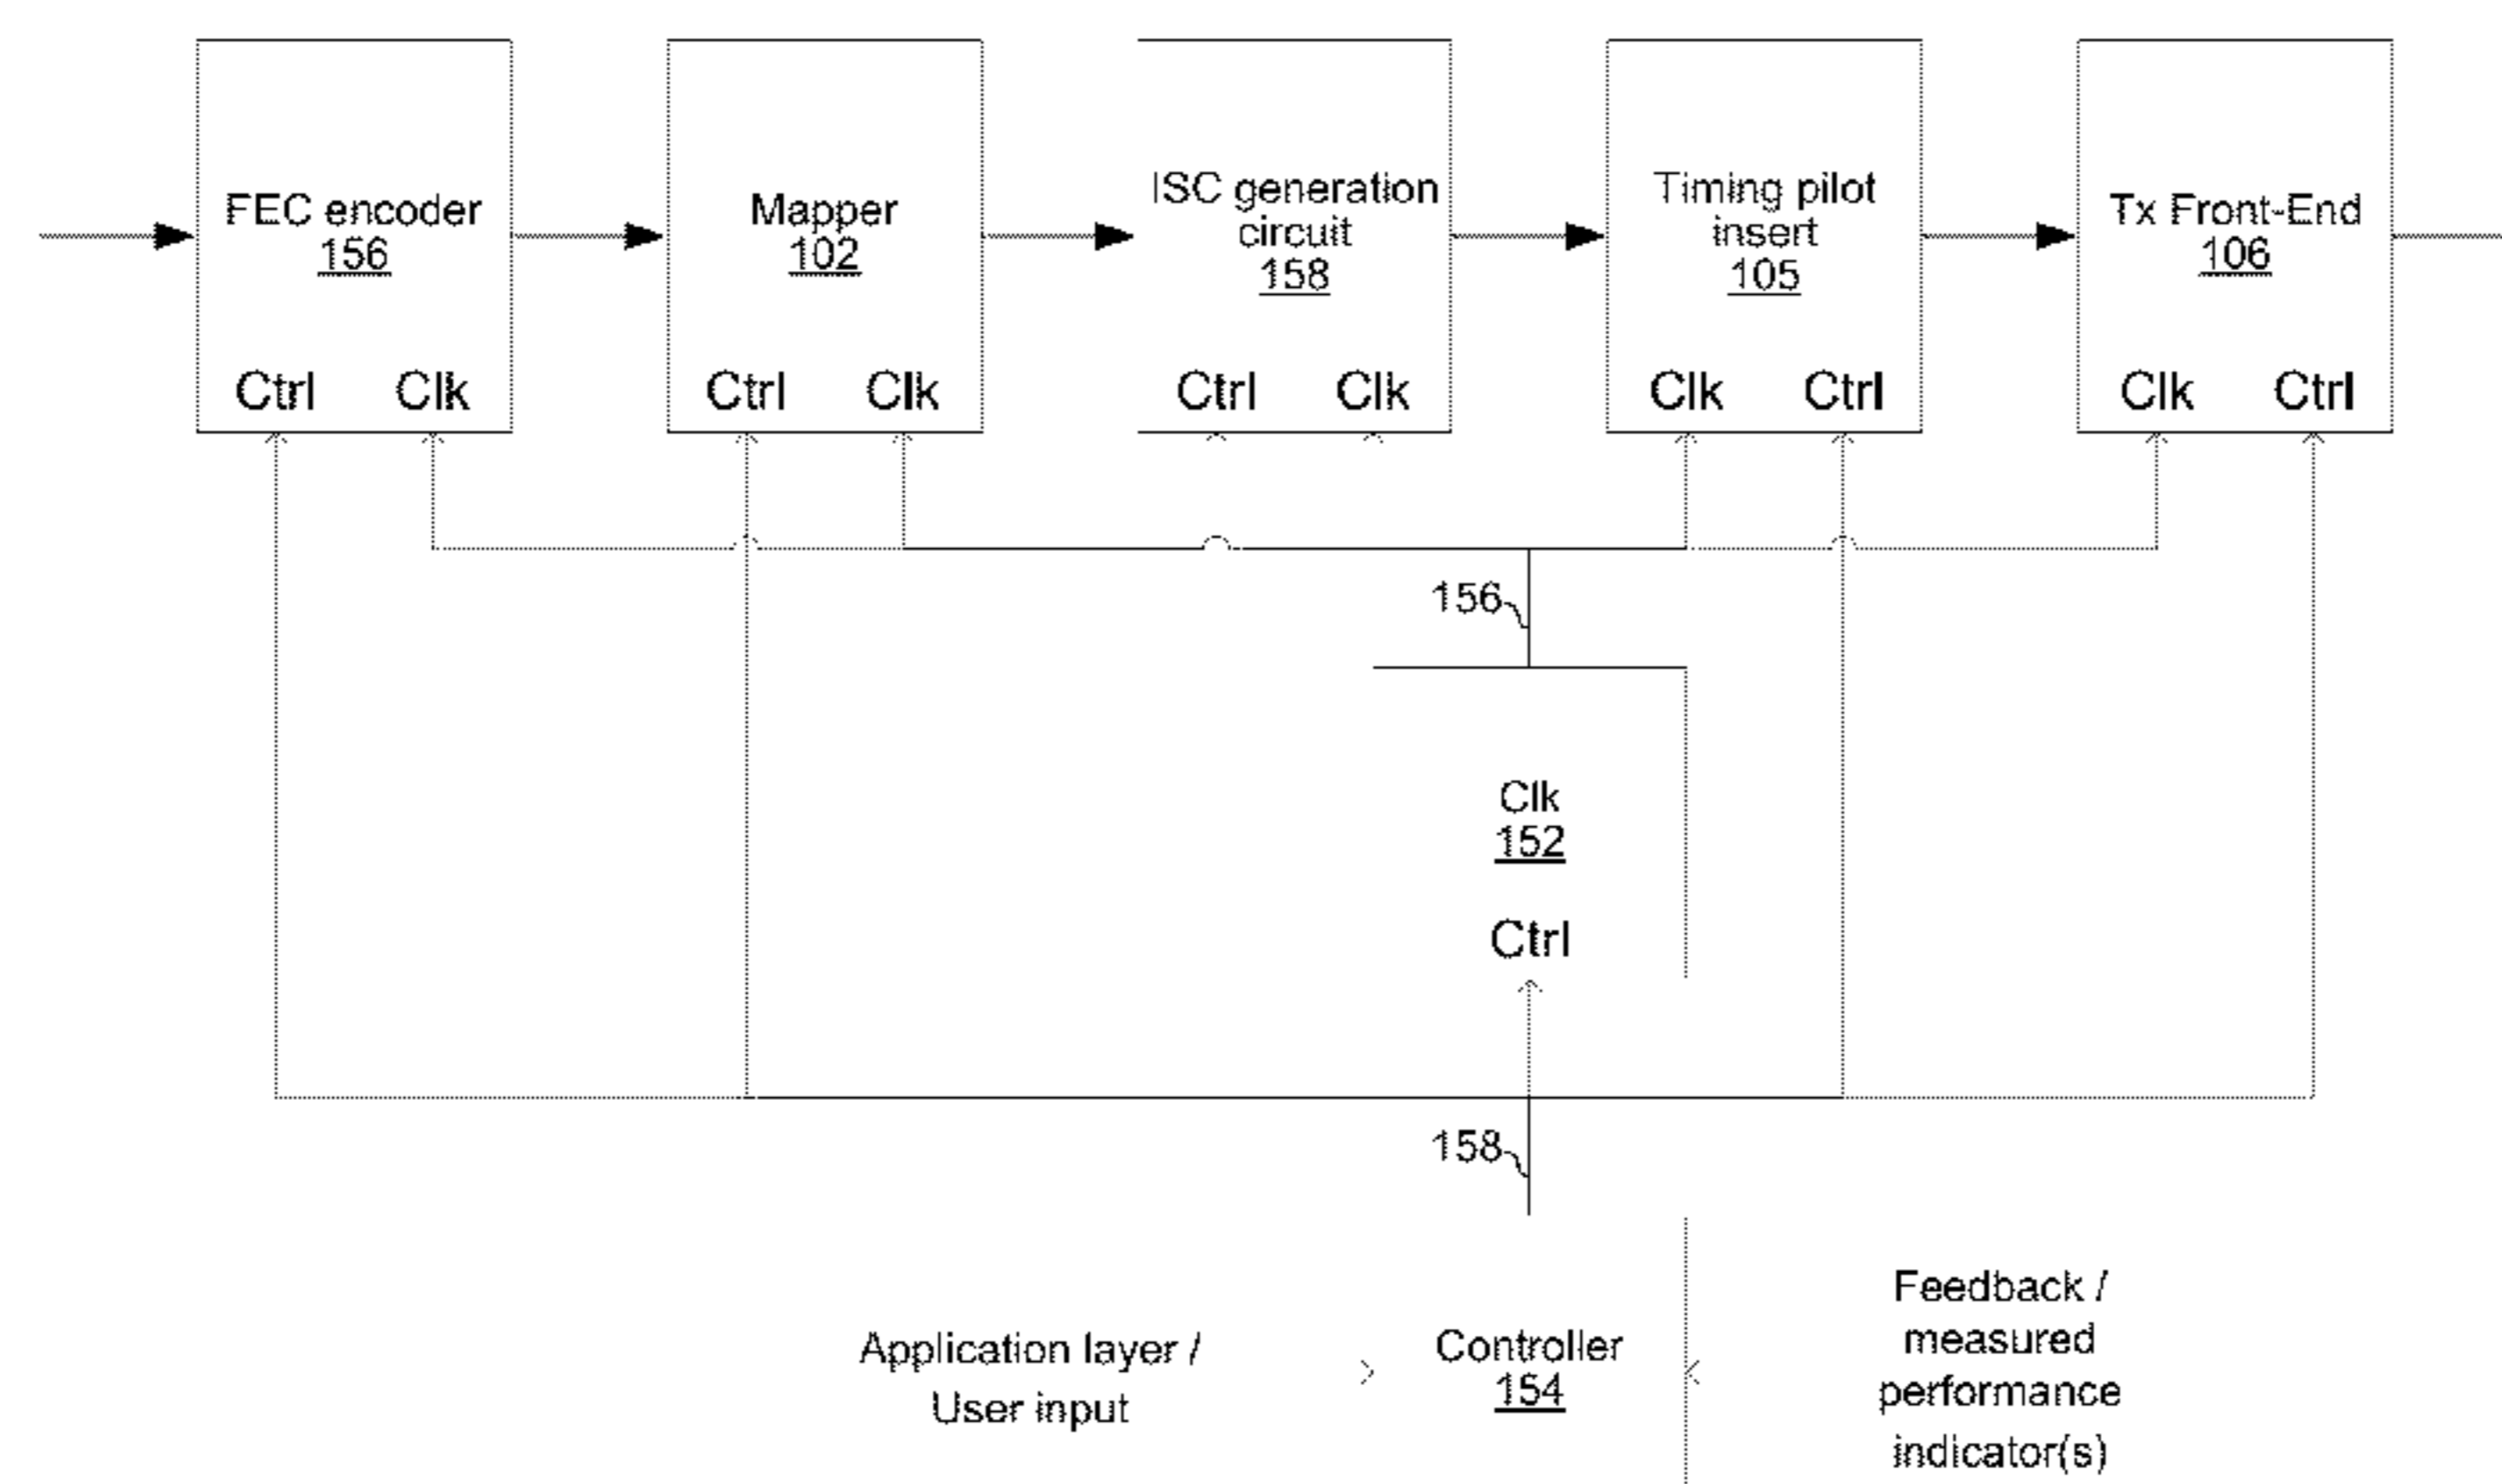 FEC encoder
156
Ctrl Clk
Mapper
102
Ctrl Clk
ISC generation
circuit
158
Ctrl Clk
Timing pilot
insert
105
Clk Ctrl
Tx Front-End
106
Clk Ctrl
156
Clk
152
Ctrl
158
Application layer /
User input
Controller
154
Feedback /
measured
performance
indicator(s)